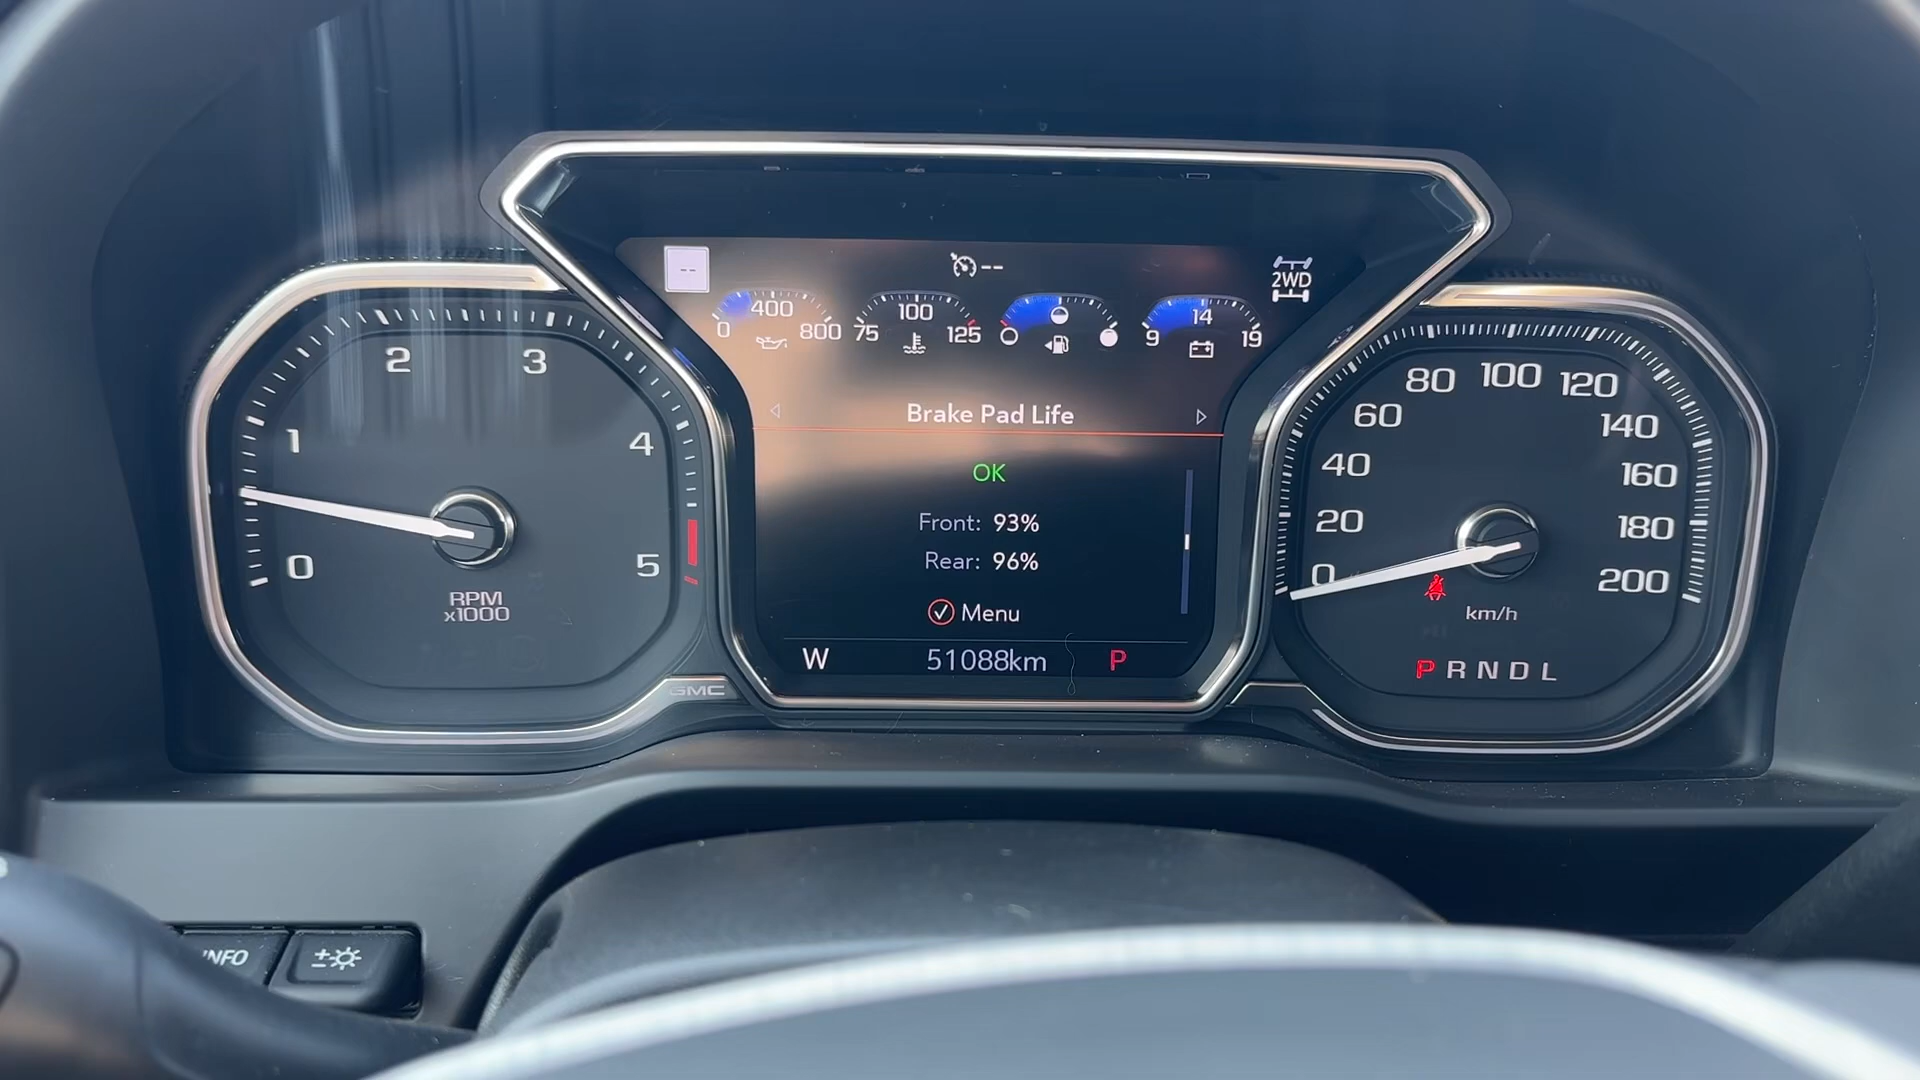 --
--
2WD
0 400 800
75 100 125
9 14 19
Brake Pad Life
OK
Front: 93%
Rear: 96%
Menu
W 51088km P
0 1 2 3 4 5
RPM
x1000
GMC
0 20 40 60 80 100 120 140 160 180 200
km/h
P R N D L
INFO